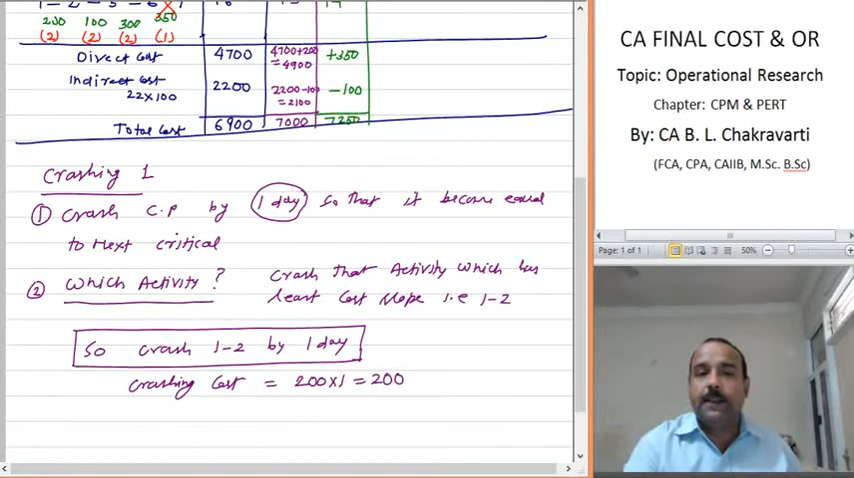 200 100 300 350
(2) (2) (2) (1)
Direct Cost 4700 4700+200 = 4900 +350
Indirect Cost 2200 2200-100 = 2100 -100
22x100
Total Cost 6900 7000 7250
Crashing 1
① Crash C.P by 1 day so that it become equal
to Next critical
② Which Activity? Crash that Activity which has
least Cost slope i.e 1-2
So Crash 1-2 by 1 day
Crashing Cost = 200x1 = 200
CA FINAL COST & OR
Topic: Operational Research
Chapter: CPM & PERT
By: CA B. L. Chakravarti
(FCA, CPA, CAIIB, M.Sc. B.Sc)
Page: 1 of 1
50%